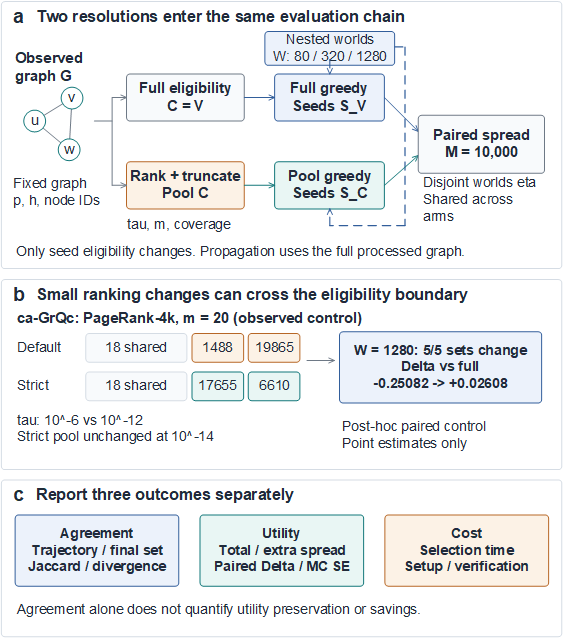 a Two resolutions enter the same evaluation chain
Nested worlds
W: 80 / 320 / 1280
Observed
graph G
v
u
w
Full eligibility
C = V
Full greedy
Seeds S_V
Paired spread
M = 10,000
Rank + truncate
Pool C
Pool greedy
Seeds S_C
Fixed graph
p, h, node IDs
tau, m, coverage
Disjoint worlds eta
Shared across
arms
Only seed eligibility changes. Propagation uses the full processed graph.
b Small ranking changes can cross the eligibility boundary
ca-GrQc: PageRank-4k, m = 20 (observed control)
Default 18 shared 1488 19865
Strict 18 shared 17655 6610
W = 1280: 5/5 sets change
Delta vs full
-0.25082 -> +0.02608
tau: 10^-6 vs 10^-12
Strict pool unchanged at 10^-14
Post-hoc paired control
Point estimates only
c Report three outcomes separately
Agreement
Trajectory / final set
Jaccard / divergence
Utility
Total / extra spread
Paired Delta / MC SE
Cost
Selection time
Setup / verification
Agreement alone does not quantify utility preservation or savings.